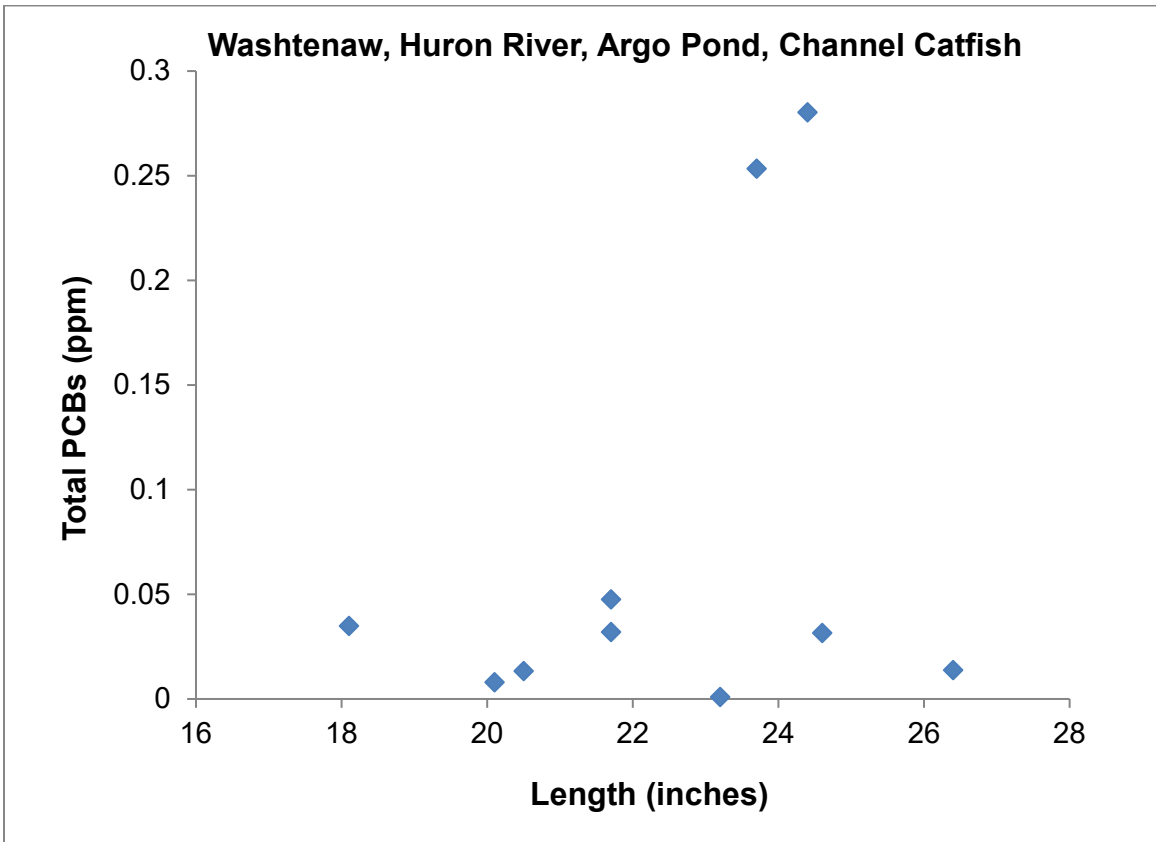 Washtenaw, Huron River, Argo Pond, Channel Catfish
0.3
0.25
0.2
0.15
0.1
0.05
0
Total PCBs (ppm)
16 18 20 22 24 26 28
Length (inches)